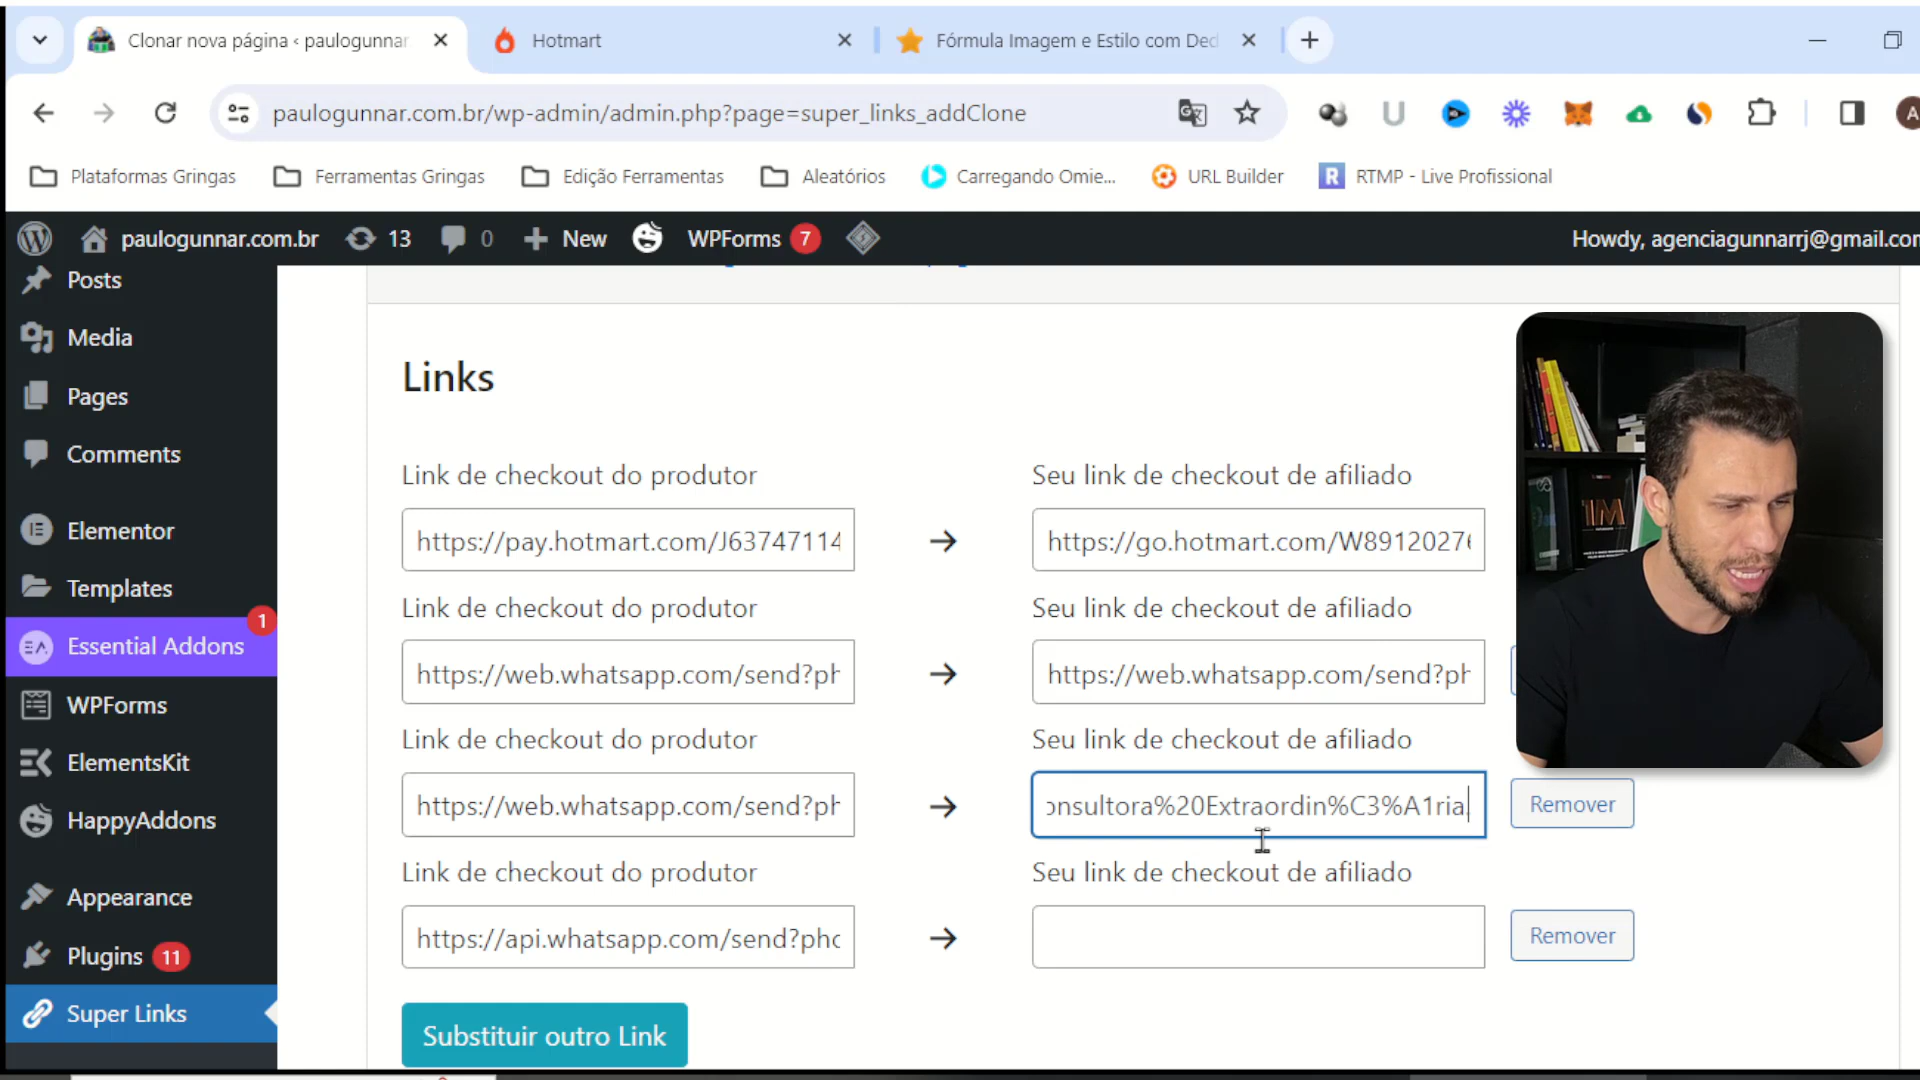 Clonar nova página ‹ paulogunnar
Hotmart
Fórmula Imagem e Estilo com Ded
paulogunnar.com.br/wp-admin/admin.php?page=super_links_addClone
A
Plataformas Gringas
Ferramentas Gringas
Edição Ferramentas
Aleatórios
Carregando Omie...
URL Builder
R RTMP - Live Profissional
paulogunnar.com.br
13
0
New
WPForms 7
Howdy, agenciagunnarrj@gmail.com
Posts
Media
Pages
Comments
Elementor
Templates
1
Essential Addons
WPForms
ElementsKit
HappyAddons
Appearance
Plugins 11
Super Links
Links
Link de checkout do produtor
Seu link de checkout de afiliado
https://pay.hotmart.com/J63747114
https://go.hotmart.com/W8912027
Link de checkout do produtor
Seu link de checkout de afiliado
https://web.whatsapp.com/send?ph
https://web.whatsapp.com/send?ph
Link de checkout do produtor
Seu link de checkout de afiliado
https://web.whatsapp.com/send?ph
onsultora%20Extraordin%C3%A1ria.
Remover
Link de checkout do produtor
Seu link de checkout de afiliado
https://api.whatsapp.com/send?pho
Remover
Substituir outro Link
1M